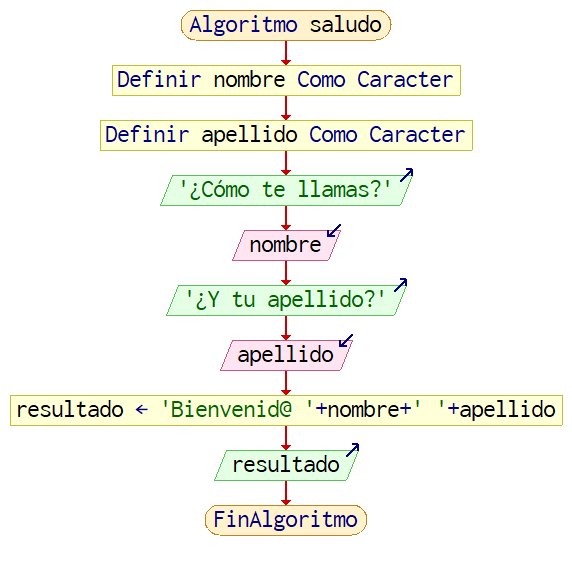 Algoritmo saludo
Definir nombre Como Caracter
Definir apellido Como Caracter
'¿Cómo te llamas?'
nombre
'¿Y tu apellido?'
apellido
resultado ← 'Bienvenid@ '+nombre+' '+apellido
resultado
FinAlgoritmo